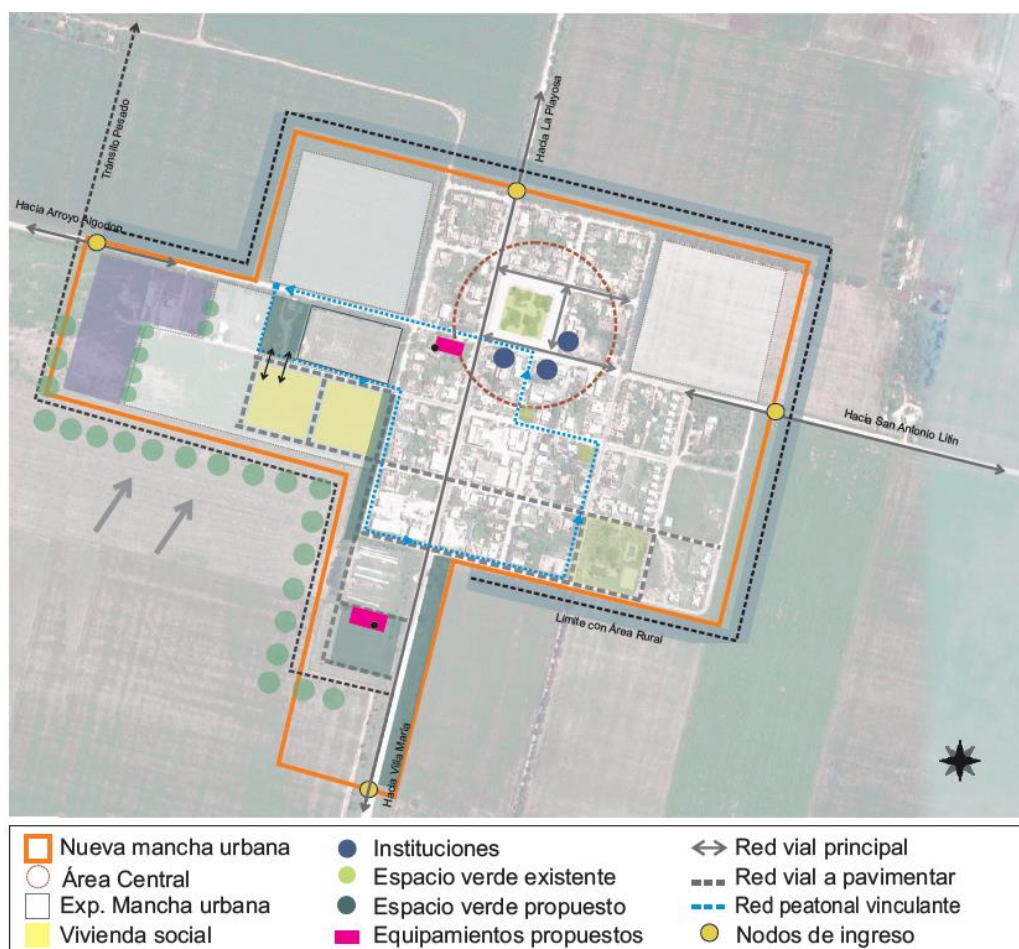 Hacia La Playosa
Tránsito Pesado
Hacia Arroyo Algodon
Hacia San Antonio Litín
Límite con Área Rural
Hacia Villa María
Nueva mancha urbana
Área Central
Exp. Mancha urbana
Vivienda social
Instituciones
Espacio verde existente
Espacio verde propuesto
Equipamientos propuestos
Red vial principal
Red vial a pavimentar
Red peatonal vinculante
Nodos de ingreso